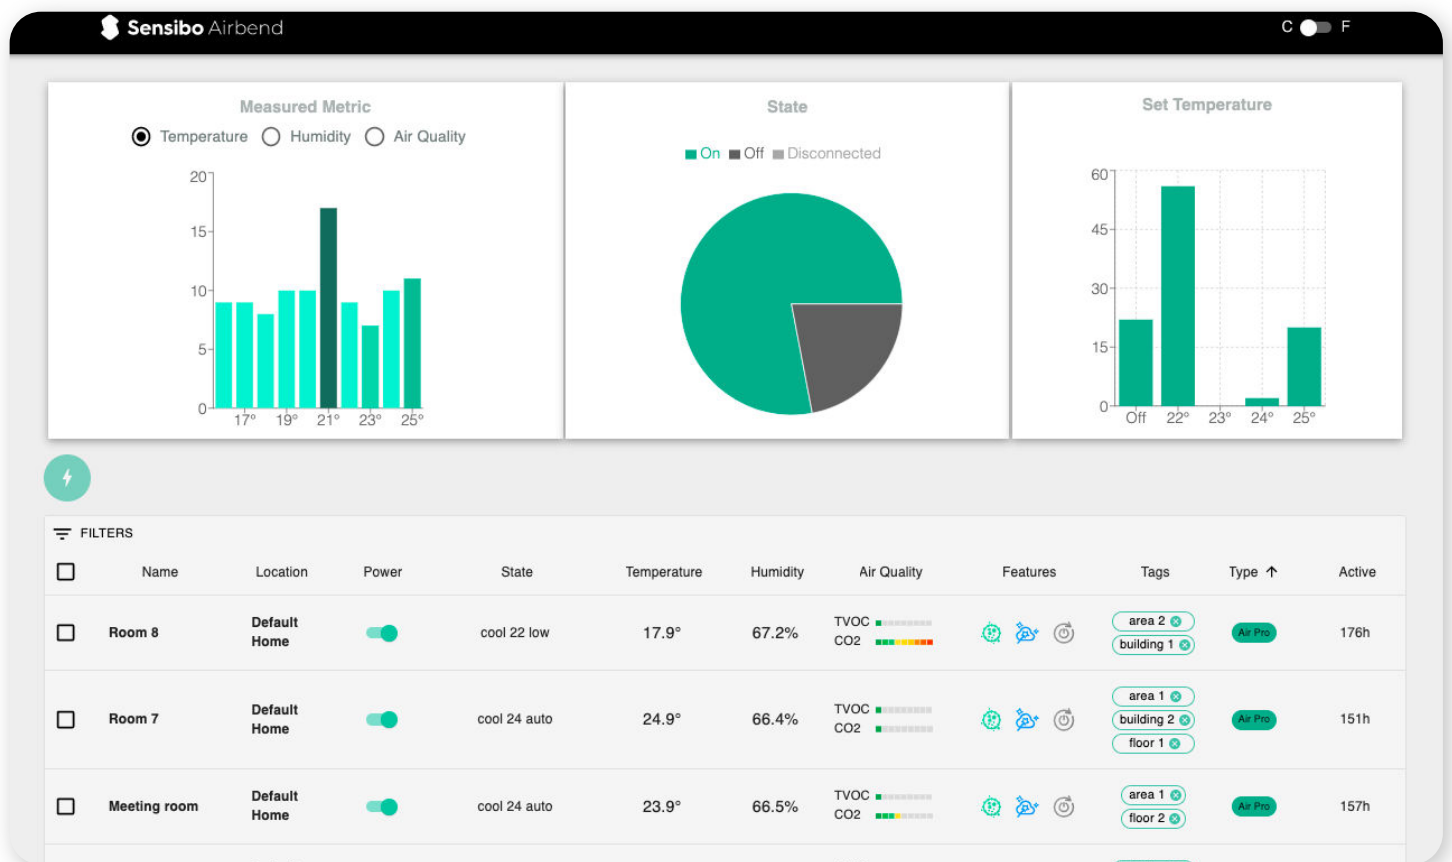 Sensibo Airbend
C F
Measured Metric
Temperature Humidity Air Quality
20
15
10
5
0
17° 19° 21° 23° 25°
State
On Off Disconnected
Set Temperature
60
45
30
15
0
Off 22° 23° 24° 25°
FILTERS
Name Location Power State Temperature Humidity Air Quality Features Tags Type Active
Room 8 Default Home cool 22 low 17.9° 67.2% TVOC CO2 area 2 building 1 Air Pro 176h
Room 7 Default Home cool 24 auto 24.9° 66.4% TVOC CO2 area 1 building 2 floor 1 Air Pro 151h
Meeting room Default Home cool 24 auto 23.9° 66.5% TVOC CO2 area 1 floor 2 Air Pro 157h